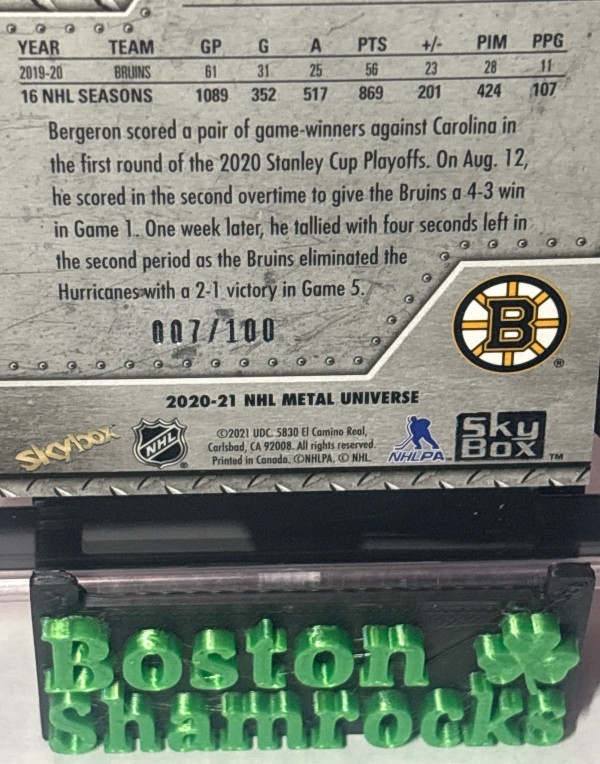 YEAR TEAM GP G A PTS +/- PIM PPG
2019-20 BRUINS 61 31 25 56 23 28 11
16 NHL SEASONS 1089 352 517 869 201 424 107
Bergeron scored a pair of game-winners against Carolina in
the first round of the 2020 Stanley Cup Playoffs. On Aug. 12,
he scored in the second overtime to give the Bruins a 4-3 win
in Game 1. One week later, he tallied with four seconds left in
the second period as the Bruins eliminated the
Hurricanes with a 2-1 victory in Game 5.
007/100
B
®
2020-21 NHL METAL UNIVERSE
Skybox
NHL
©2021 UDC. 5830 El Camino Real,
Carlsbad, CA 92008. All rights reserved.
Printed in Canada. ©NHLPA. © NHL.
NHLPA
Sky
Box
TM
Boston
Shamrocks